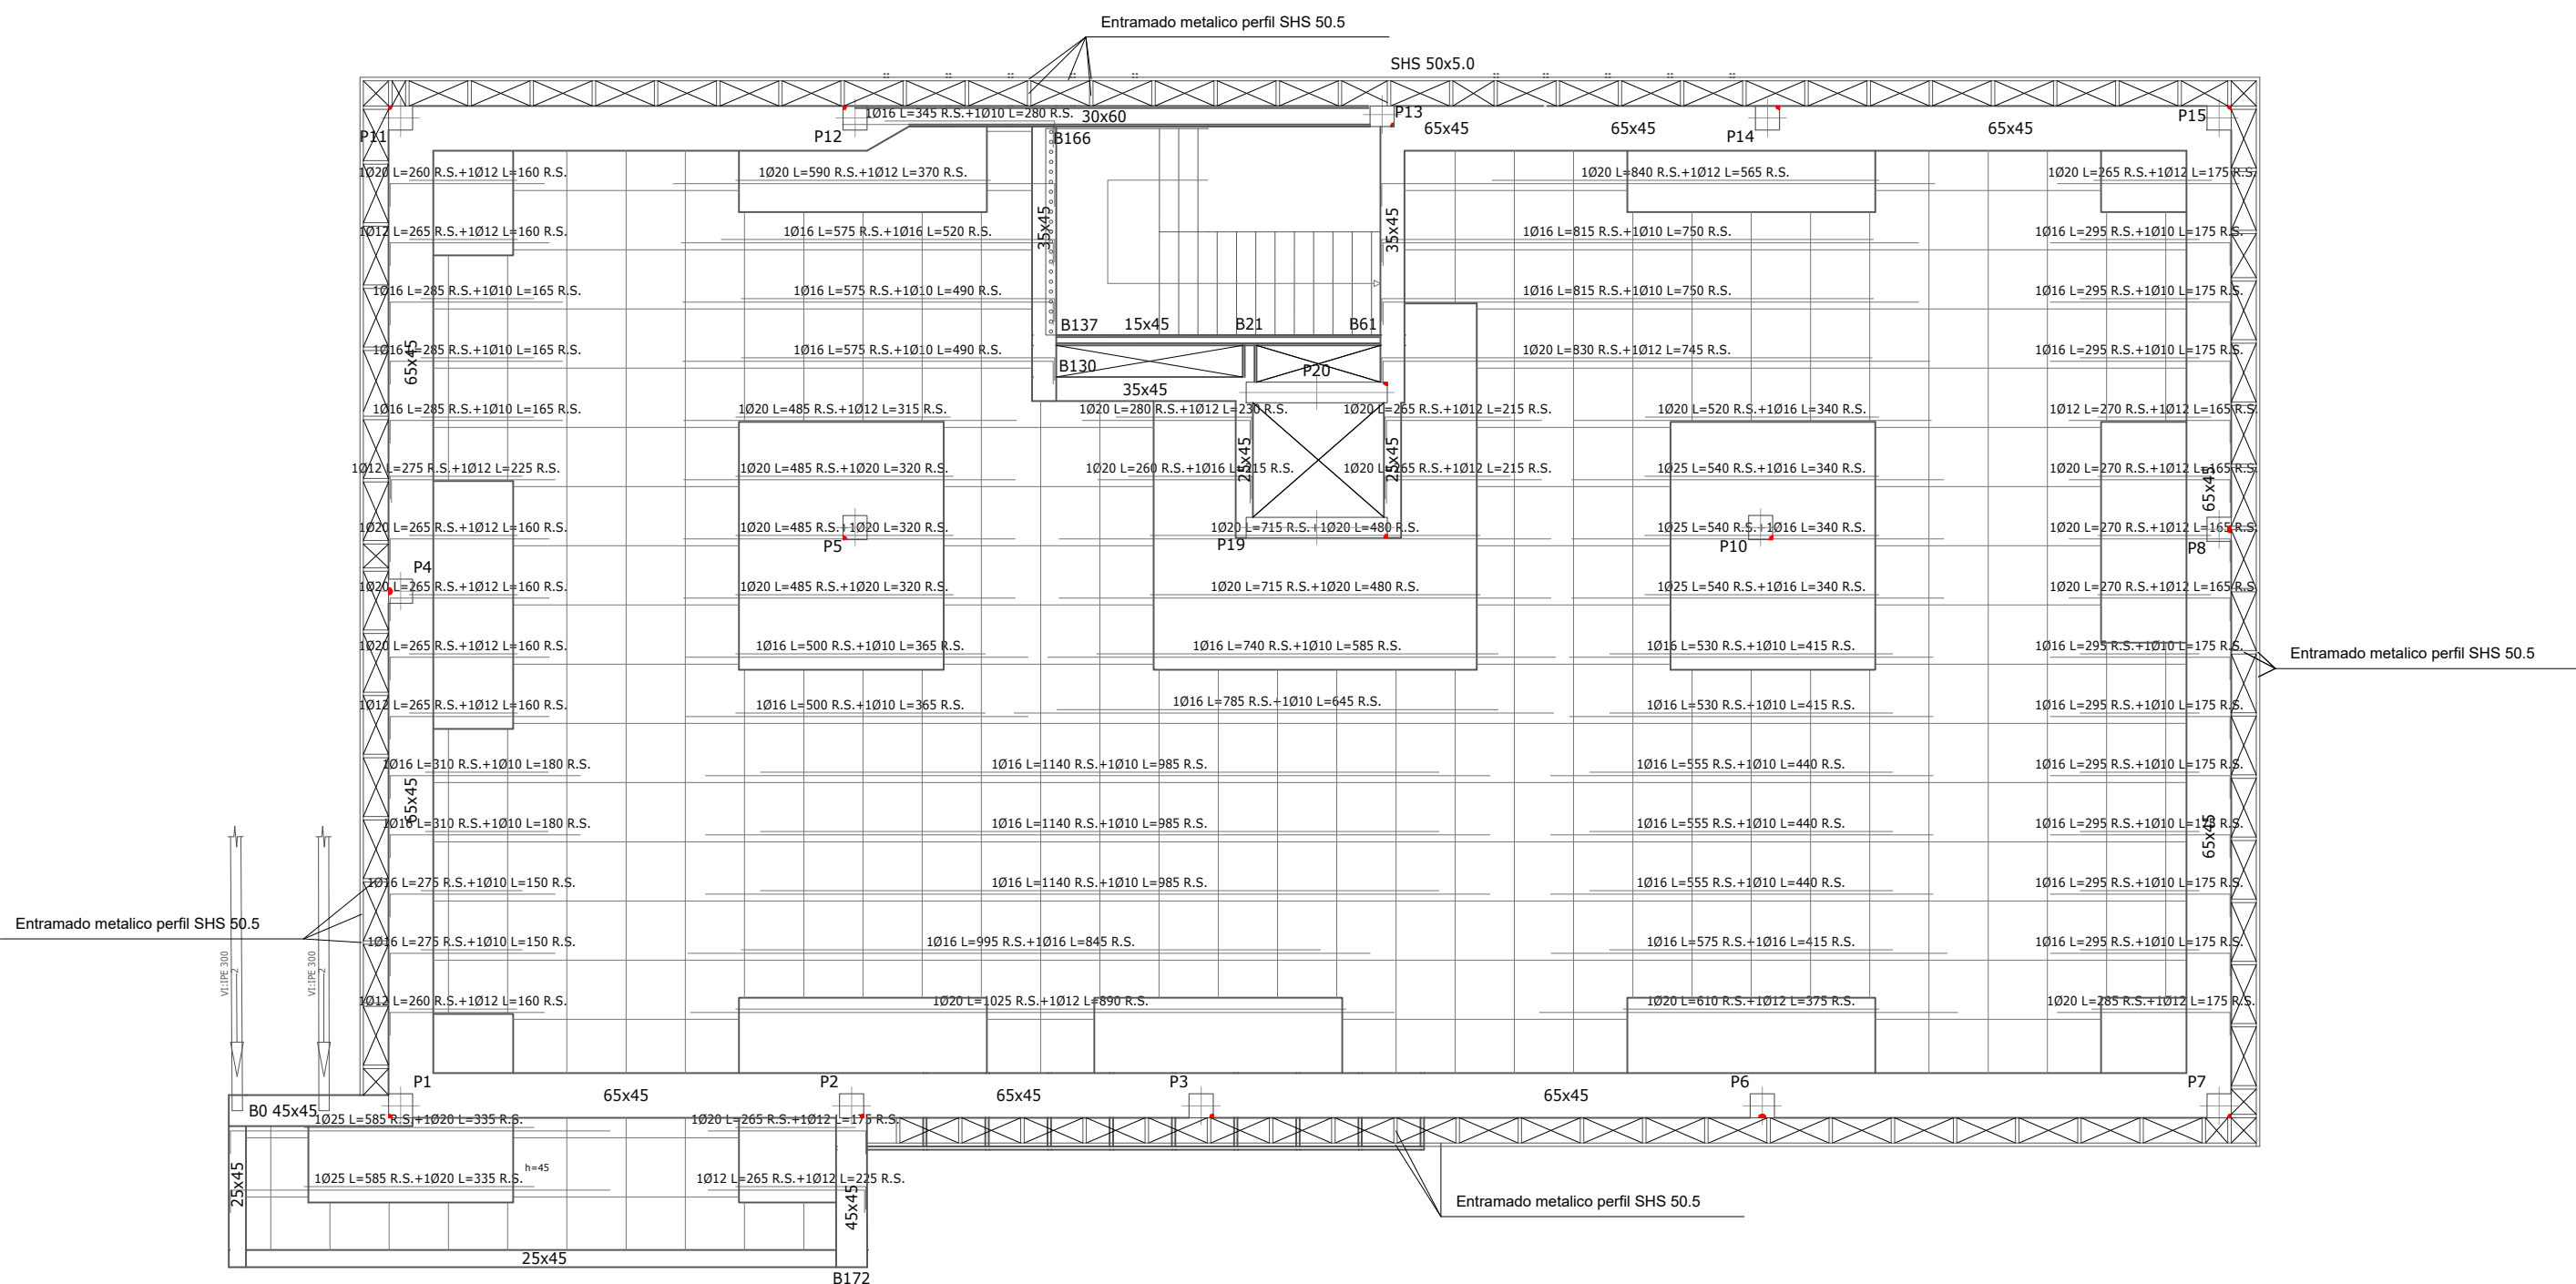 Entramado metalico perfil SHS 50.5
SHS 50x5.0
1Ø16 L=345 R.S.+1Ø10 L=280 R.S.
30x60
P13
P11
P12
B166
65x45
65x45
P14
65x45
P15
1Ø20 L=260 R.S.+1Ø12 L=160 R.S.
1Ø20 L=590 R.S.+1Ø12 L=370 R.S.
1Ø20 L=840 R.S.+1Ø12 L=565 R.S.
1Ø20 L=265 R.S.+1Ø12 L=175 R.S.
35x45
35x45
1Ø12 L=265 R.S.+1Ø12 L=160 R.S.
1Ø16 L=575 R.S.+1Ø16 L=520 R.S.
1Ø16 L=815 R.S.+1Ø10 L=750 R.S.
1Ø16 L=295 R.S.+1Ø10 L=175 R.S.
1Ø16 L=285 R.S.+1Ø10 L=165 R.S.
1Ø16 L=575 R.S.+1Ø10 L=490 R.S.
1Ø16 L=815 R.S.+1Ø10 L=750 R.S.
1Ø16 L=295 R.S.+1Ø10 L=175 R.S.
B137
15x45
B21
B61
1Ø16 L=285 R.S.+1Ø10 L=165 R.S.
65x45
1Ø16 L=575 R.S.+1Ø10 L=490 R.S.
1Ø20 L=830 R.S.+1Ø12 L=745 R.S.
1Ø16 L=295 R.S.+1Ø10 L=175 R.S.
B130
P20
35x45
1Ø16 L=285 R.S.+1Ø10 L=165 R.S.
1Ø20 L=485 R.S.+1Ø12 L=315 R.S.
1Ø20 L=280 R.S.+1Ø12 L=230 R.S.
1Ø20 L=265 R.S.+1Ø12 L=215 R.S.
1Ø20 L=520 R.S.+1Ø16 L=340 R.S.
1Ø12 L=270 R.S.+1Ø12 L=165 R.S.
25x45
25x45
1Ø12 L=275 R.S.+1Ø12 L=225 R.S.
1Ø20 L=485 R.S.+1Ø20 L=320 R.S.
1Ø20 L=260 R.S.+1Ø16 L=215 R.S.
1Ø20 L=265 R.S.+1Ø12 L=215 R.S.
1Ø25 L=540 R.S.+1Ø16 L=340 R.S.
1Ø20 L=270 R.S.+1Ø12 L=165 R.S.
65x45
1Ø20 L=265 R.S.+1Ø12 L=160 R.S.
1Ø20 L=485 R.S.+1Ø20 L=320 R.S.
1Ø20 L=715 R.S.+1Ø20 L=480 R.S.
1Ø25 L=540 R.S.+1Ø16 L=340 R.S.
1Ø20 L=270 R.S.+1Ø12 L=165 R.S.
P5
P19
P10
P8
P4
1Ø20 L=265 R.S.+1Ø12 L=160 R.S.
1Ø20 L=485 R.S.+1Ø20 L=320 R.S.
1Ø20 L=715 R.S.+1Ø20 L=480 R.S.
1Ø25 L=540 R.S.+1Ø16 L=340 R.S.
1Ø20 L=270 R.S.+1Ø12 L=165 R.S.
1Ø20 L=265 R.S.+1Ø12 L=160 R.S.
1Ø16 L=500 R.S.+1Ø10 L=365 R.S.
1Ø16 L=740 R.S.+1Ø10 L=585 R.S.
1Ø16 L=530 R.S.+1Ø10 L=415 R.S.
1Ø16 L=295 R.S.+1Ø10 L=175 R.S.
Entramado metalico perfil SHS 50.5
1Ø12 L=265 R.S.+1Ø12 L=160 R.S.
1Ø16 L=500 R.S.+1Ø10 L=365 R.S.
1Ø16 L=785 R.S.+1Ø10 L=645 R.S.
1Ø16 L=530 R.S.+1Ø10 L=415 R.S.
1Ø16 L=295 R.S.+1Ø10 L=175 R.S.
1Ø16 L=310 R.S.+1Ø10 L=180 R.S.
1Ø16 L=1140 R.S.+1Ø10 L=985 R.S.
1Ø16 L=555 R.S.+1Ø10 L=440 R.S.
1Ø16 L=295 R.S.+1Ø10 L=175 R.S.
65x45
1Ø16 L=310 R.S.+1Ø10 L=180 R.S.
1Ø16 L=1140 R.S.+1Ø10 L=985 R.S.
1Ø16 L=555 R.S.+1Ø10 L=440 R.S.
1Ø16 L=295 R.S.+1Ø10 L=175 R.S.
65x45
1Ø16 L=275 R.S.+1Ø10 L=150 R.S.
1Ø16 L=1140 R.S.+1Ø10 L=985 R.S.
1Ø16 L=555 R.S.+1Ø10 L=440 R.S.
1Ø16 L=295 R.S.+1Ø10 L=175 R.S.
Entramado metalico perfil SHS 50.5
1Ø16 L=275 R.S.+1Ø10 L=150 R.S.
1Ø16 L=995 R.S.+1Ø16 L=845 R.S.
1Ø16 L=575 R.S.+1Ø16 L=415 R.S.
1Ø16 L=295 R.S.+1Ø10 L=175 R.S.
V1:IPE 300
2
V1:IPE 300
2
1Ø12 L=260 R.S.+1Ø12 L=160 R.S.
1Ø20 L=1025 R.S.+1Ø12 L=890 R.S.
1Ø20 L=610 R.S.+1Ø12 L=375 R.S.
1Ø20 L=285 R.S.+1Ø12 L=175 R.S.
P1
65x45
P2
65x45
P3
65x45
P6
P7
B0 45x45
1Ø25 L=585 R.S.+1Ø20 L=335 R.S.
1Ø20 L=265 R.S.+1Ø12 L=175 R.S.
25x45
h=45
1Ø25 L=585 R.S.+1Ø20 L=335 R.S.
1Ø12 L=265 R.S.+1Ø12 L=225 R.S.
45x45
Entramado metalico perfil SHS 50.5
25x45
B172